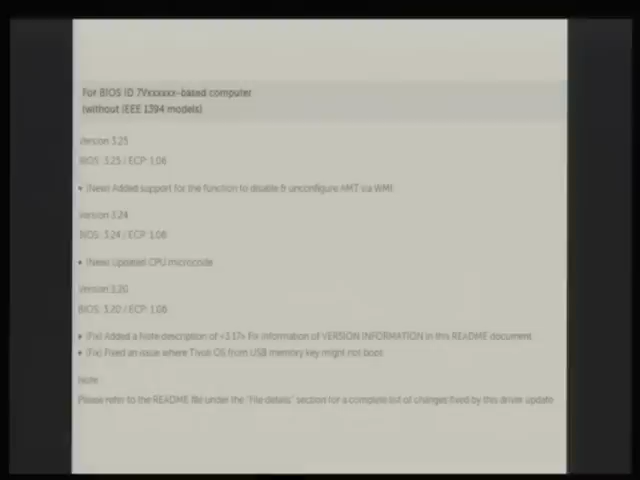 For BIOS ID 7Vxxxxxx-based computer
(without IEEE 1394 models)
Version 3.25
BIOS: 3.25 / ECP: 1.06
• (New) Added support for the function to disable & unconfigure AMT via WMI
Version 3.24
BIOS: 3.24 / ECP: 1.06
• (New) Updated CPU microcode
Version 3.20
BIOS: 3.20 / ECP: 1.06
• (Fix) Added a Note description of <3.17> Fix information of VERSION INFORMATION in this README document
• (Fix) Fixed an issue where Tivoli OS from USB memory key might not boot
Note :
Please refer to the README file under the "File details" section for a complete list of changes fixed by this driver update